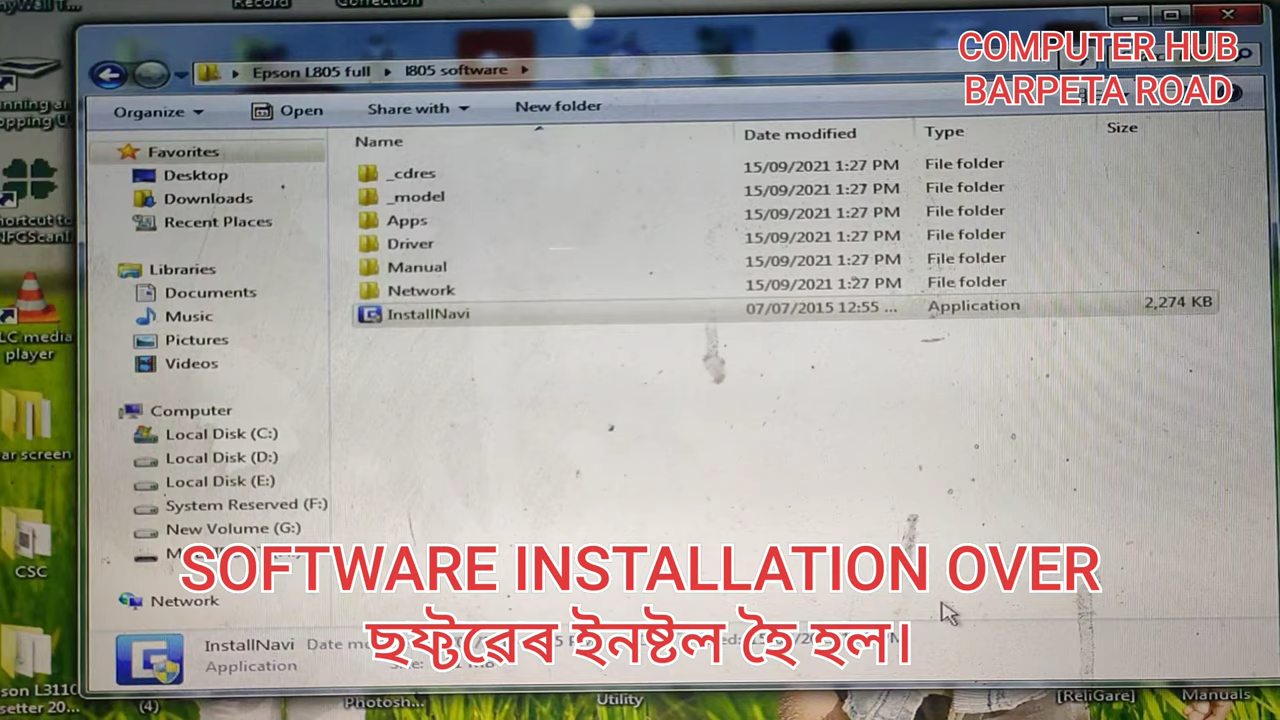 Record
Correction
COMPUTER HUB
BARPETA ROAD
Epson L805 full
l805 software
Organize
Open
Share with
New folder
Name
Date modified
Type
Size
Favorites
Desktop
Downloads
Recent Places
Libraries
Documents
Music
Pictures
Videos
Computer
Local Disk (C:)
Local Disk (D:)
Local Disk (E:)
System Reserved (F:)
New Volume (G:)
Network
_cdres 15/09/2021 1:27 PM File folder
_model 15/09/2021 1:27 PM File folder
Apps 15/09/2021 1:27 PM File folder
Driver 15/09/2021 1:27 PM File folder
Manual 15/09/2021 1:27 PM File folder
Network 15/09/2021 1:27 PM File folder
InstallNavi 07/07/2015 12:55 ... Application 2,274 KB
SOFTWARE INSTALLATION OVER
ছফ্টৱেৰ ইনষ্টল হৈ হল।
InstallNavi Date
Application
player
CSC
(4)
Photosh...
Utility
[ReliGare]
Manuals